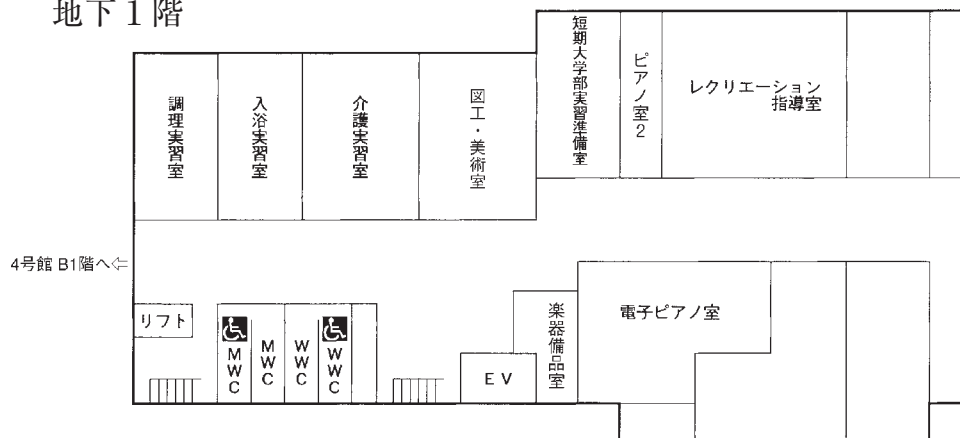 地下１階
調理実習室
入浴実習室
介護実習室
図工・美術室
短期大学部実習準備室
ピアノ室2
レクリエーション
指導室
4号館 B1階へ⇦
リフト
MWC
MWC
WWC
WWC
EV
楽器備品室
電子ピアノ室